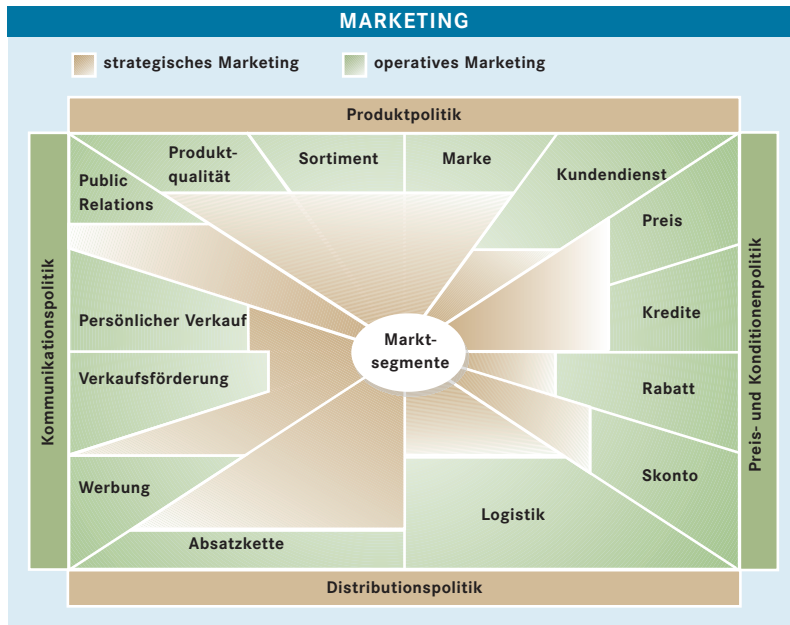 MARKETING
strategisches Marketing
operatives Marketing
Produktpolitik
Produkt-
qualität
Sortiment
Marke
Kundendienst
Public
Relations
Preis
Kommunikationspolitik
Persönlicher Verkauf
Markt-
segmente
Kredite
Preis- und Konditionenpolitik
Verkaufsförderung
Rabatt
Werbung
Skonto
Logistik
Absatzkette
Distributionspolitik